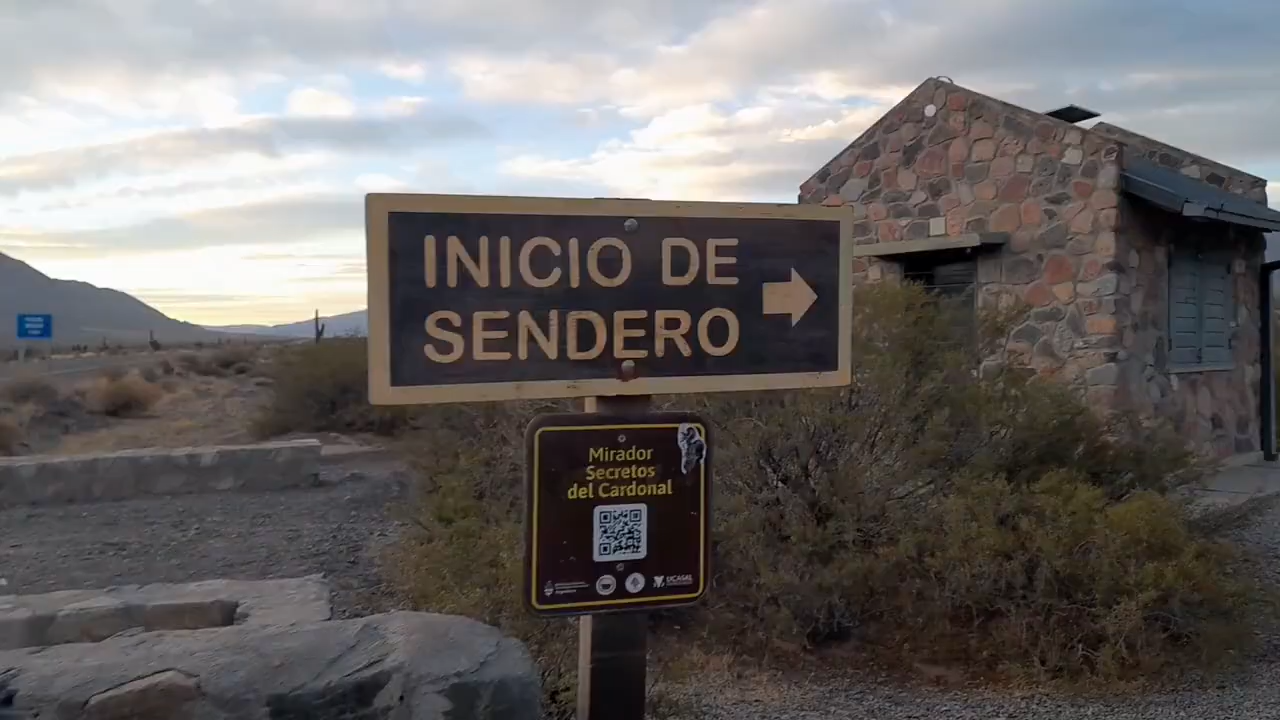 INICIO DE
SENDERO
Mirador
Secretos
del Cardonal
UCASAL